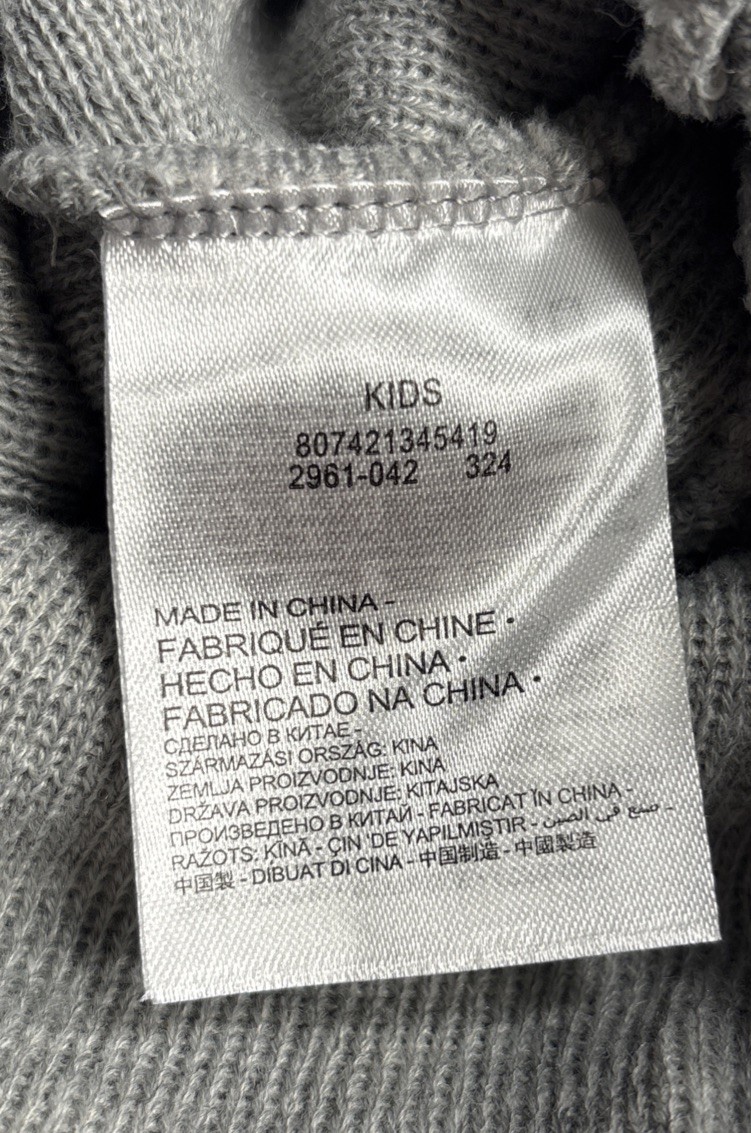 KIDS
807421345419
2961-042 324
MADE IN CHINA -
FABRIQUÉ EN CHINE •
HECHO EN CHINA •
FABRICADO NA CHINA •
СДЕЛАНО В КИТАЕ -
SZÁRMAZÁSI ORSZÁG: KÍNA
ZEMLJA PROIZVODNJE: KINA
DRŽAVA PROIZVODNJE: KITAJSKA
ПРОИЗВЕДЕНО В КИТАЙ - FABRICAT ÎN CHINA -
RAŽOTS: ĶĪNĀ - ÇIN'DE YAPILMIŞTIR - صنع في الصين -
中国製 - DIBUAT DI CINA - 中国制造 - 中國製造